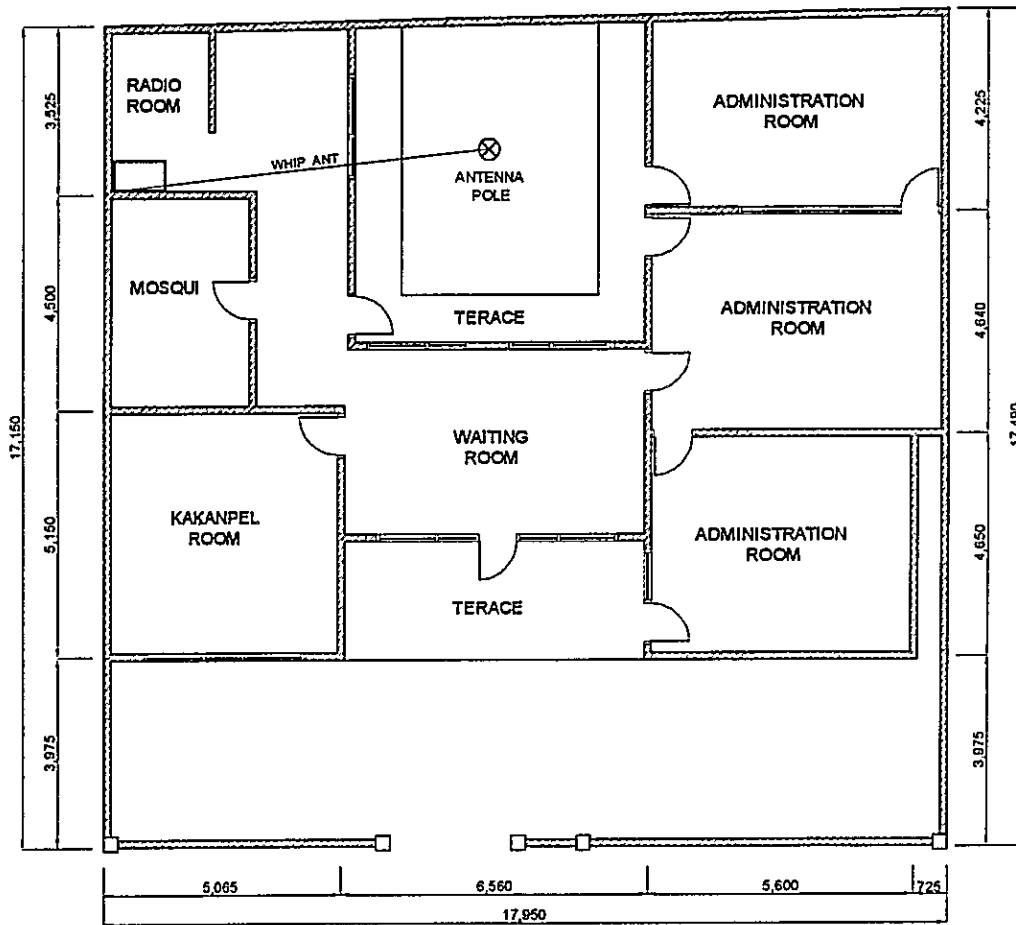 RADIO
ROOM
WHIP ANT
ANTENNA
POLE
ADMINISTRATION
ROOM
MOSQUI
TERACE
ADMINISTRATION
ROOM
WAITING
ROOM
KAKANPEL
ROOM
TERACE
ADMINISTRATION
ROOM
3,525
4,500
5,150
3,975
17,150
4,225
4,640
4,650
3,975
17,490
5,065
6,560
5,600
725
17,950